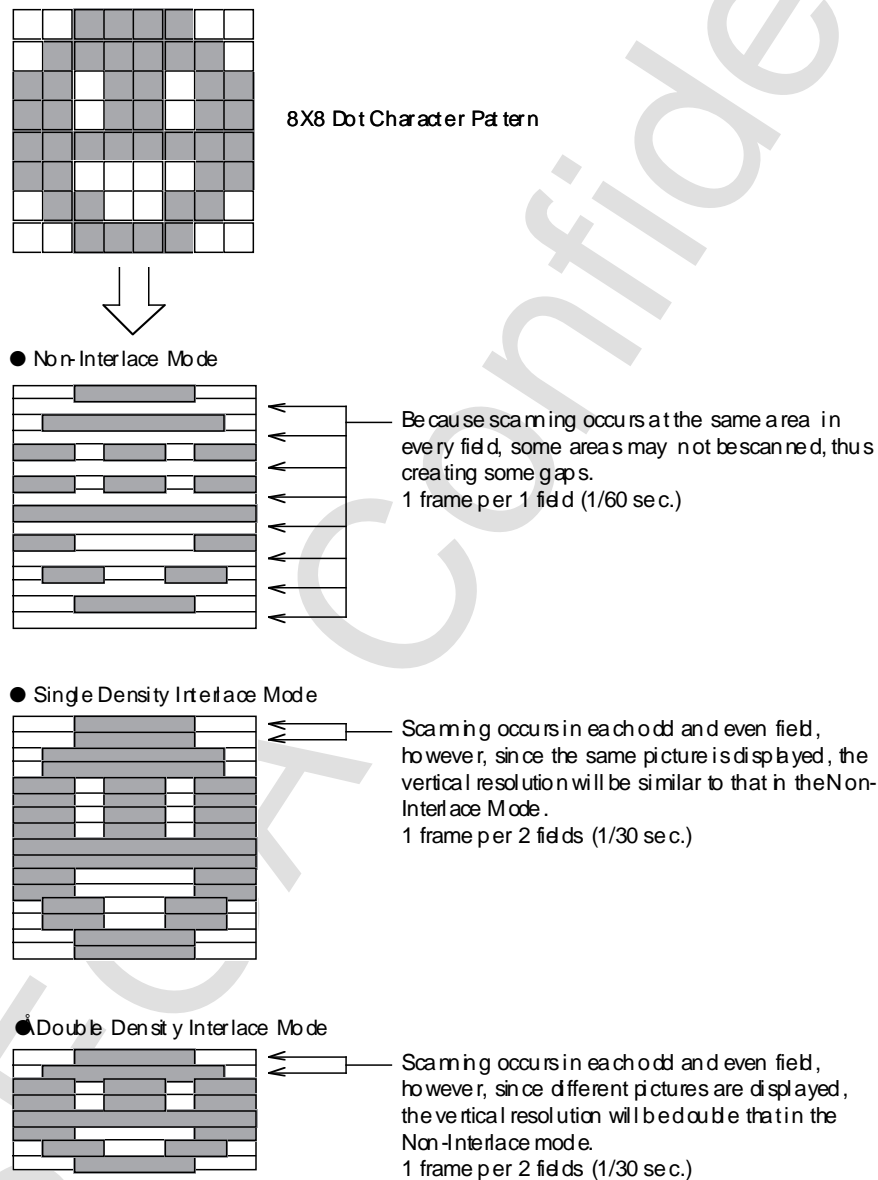 8X8 Dot Character Pattern
● Non-Interlace Mode
Because scanning occurs at the same area in
every field, some areas may not be scanned, thus
creating some gaps.
1 frame per 1 field (1/60 sec.)
● Single Density Interlace Mode
Scanning occurs in each odd and even field,
however, since the same picture is displayed, the
vertical resolution will be similar to that in the Non-
Interlace Mode.
1 frame per 2 fields (1/30 sec.)
●Å Double Density Interlace Mode
Scanning occurs in each odd and even field,
however, since different pictures are displayed,
the vertical resolution will be double that in the
Non-Interlace mode.
1 frame per 2 fields (1/30 sec.)